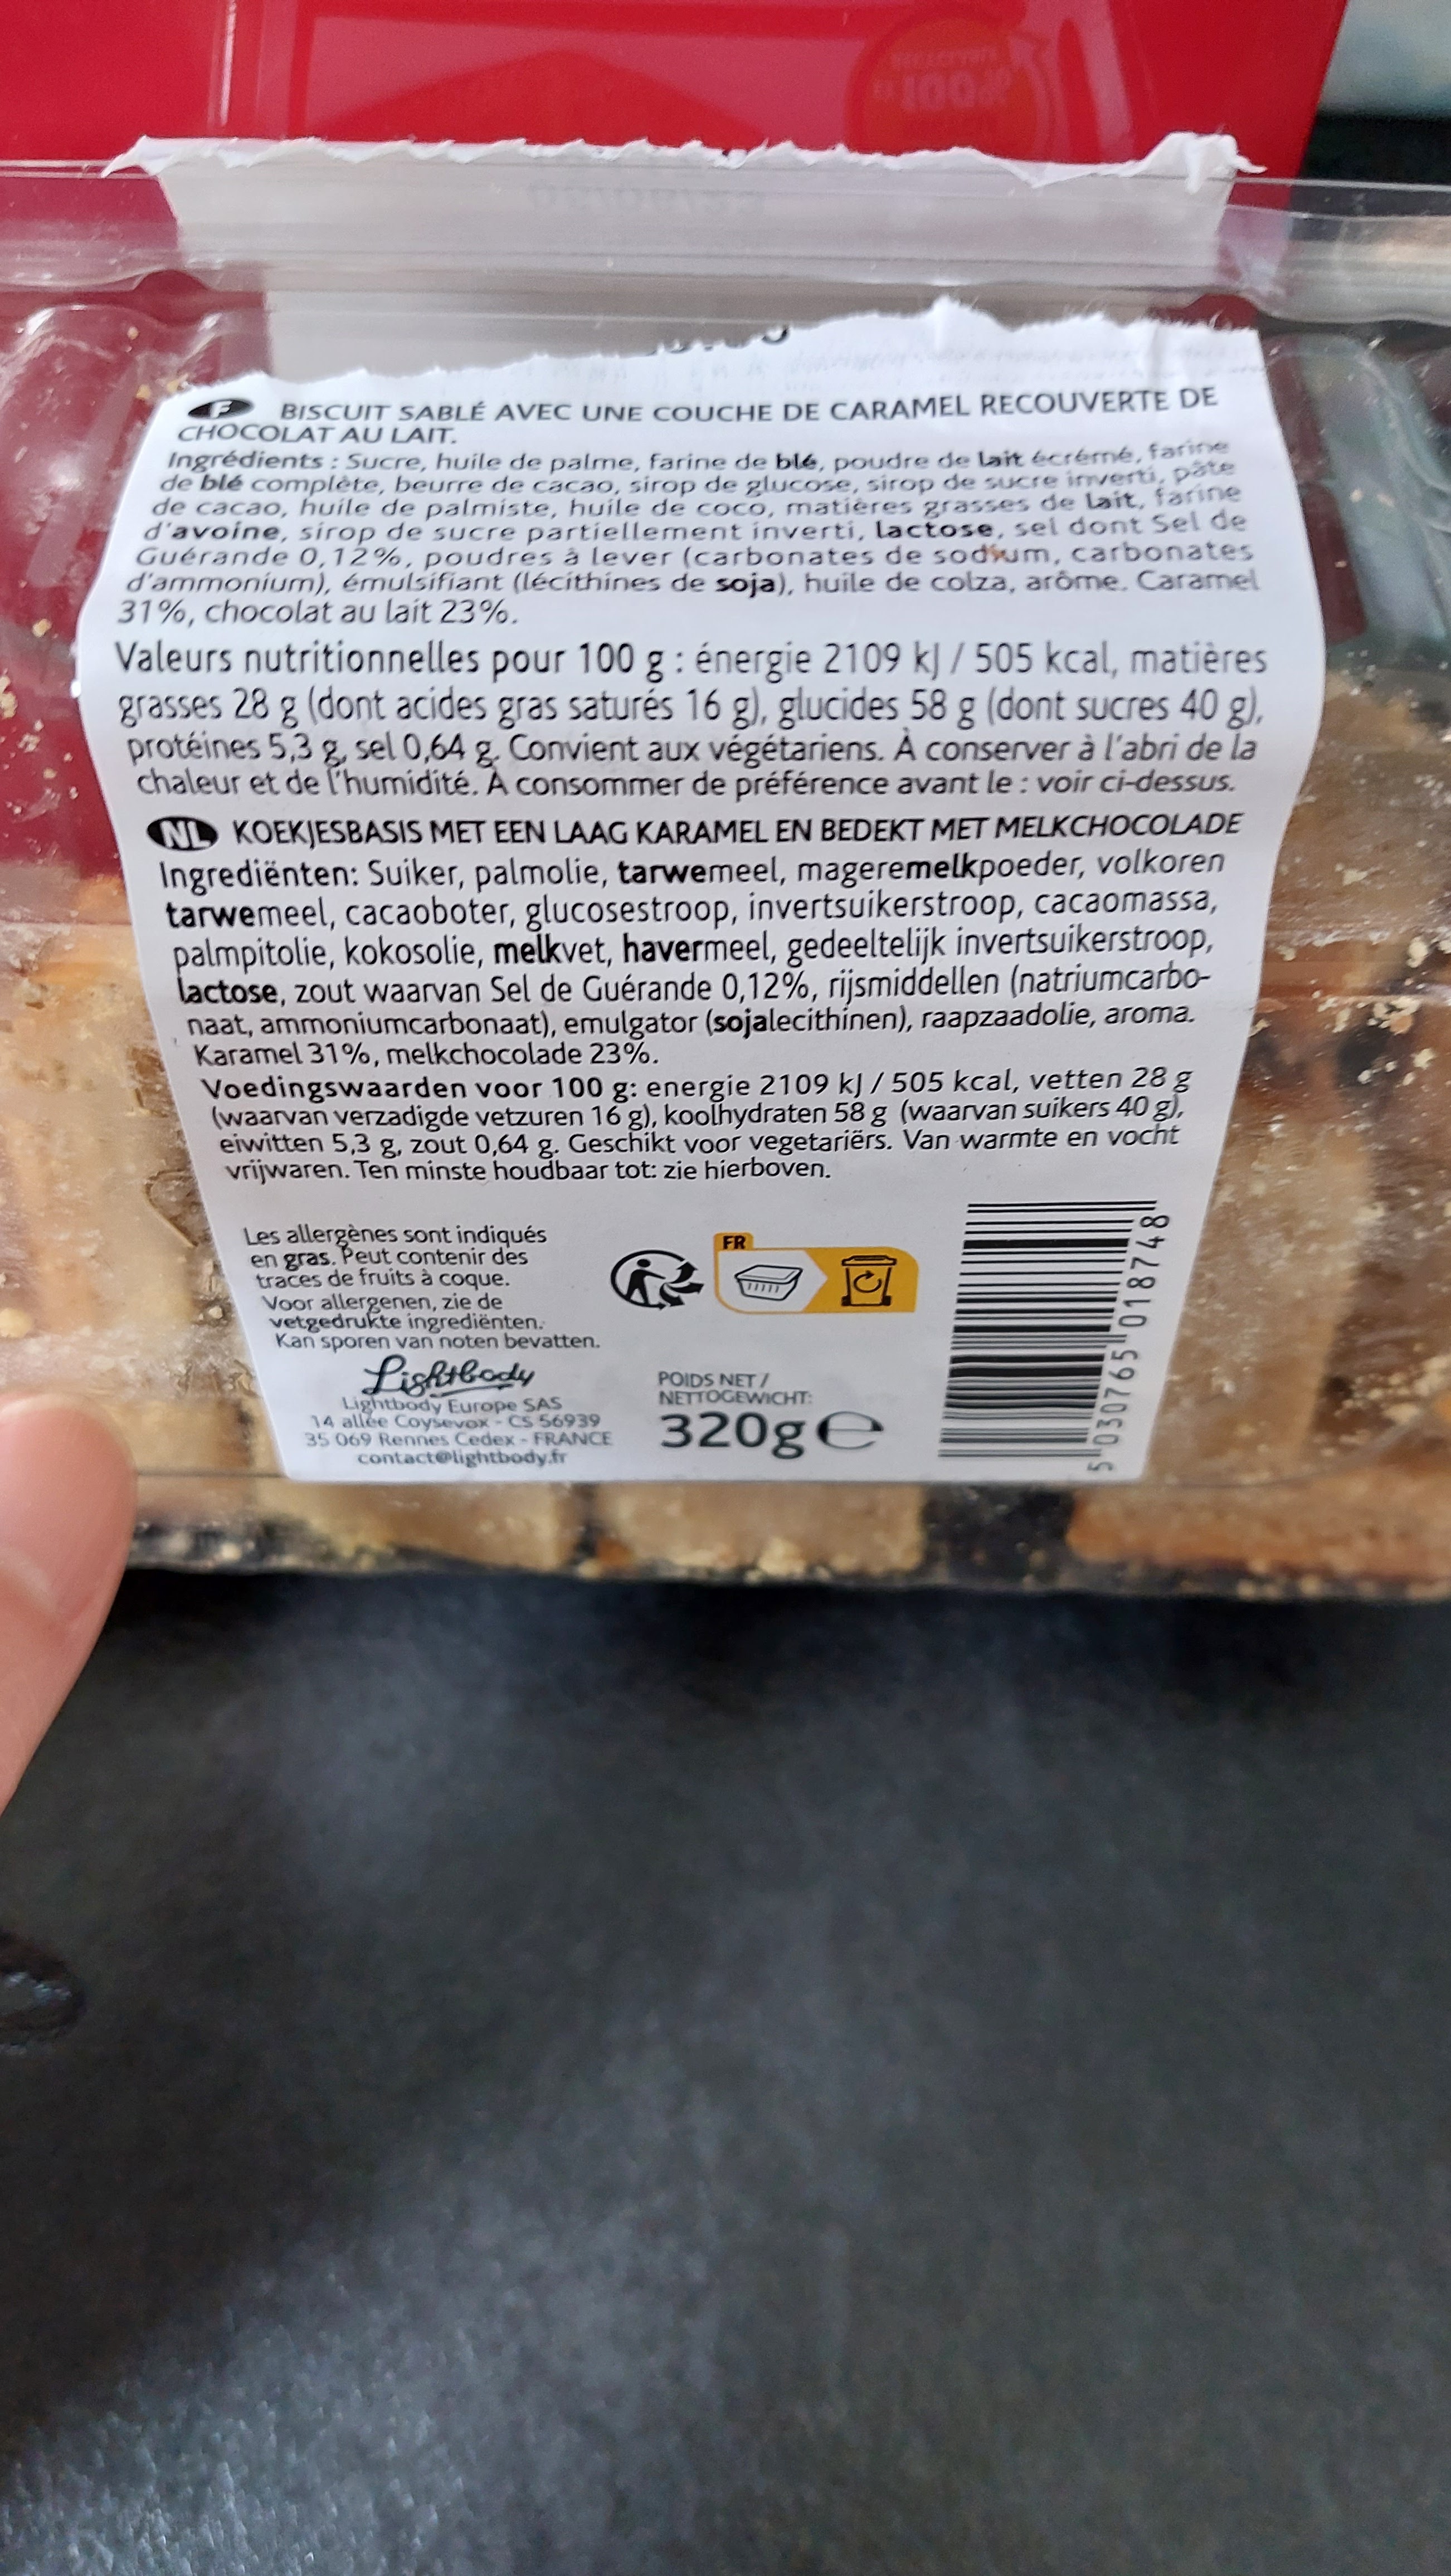 100%
F BISCUIT SABLÉ AVEC UNE COUCHE DE CARAMEL RECOUVERTE DE
CHOCOLAT AU LAIT.
Ingrédients : Sucre, huile de palme, farine de blé, poudre de lait écrémé, farine
de blé complète, beurre de cacao, sirop de glucose, sirop de sucre inverti, pâte
de cacao, huile de palmiste, huile de coco, matières grasses de lait, farine
d'avoine, sirop de sucre partiellement inverti, lactose, sel dont Sel de
Guérande 0,12%, poudres à lever (carbonates de sodium, carbonates
d'ammonium), émulsifiant (lécithines de soja), huile de colza, arôme. Caramel
31%, chocolat au lait 23%.
Valeurs nutritionnelles pour 100 g : énergie 2109 kJ / 505 kcal, matières
grasses 28 g (dont acides gras saturés 16 g), glucides 58 g (dont sucres 40 g),
protéines 5,3 g, sel 0,64 g. Convient aux végétariens. À conserver à l'abri de la
chaleur et de l'humidité. À consommer de préférence avant le : voir ci-dessus.
NL KOEKJESBASIS MET EEN LAAG KARAMEL EN BEDEKT MET MELKCHOCOLADE
Ingrediënten: Suiker, palmolie, tarwemeel, mageremelkpoeder, volkoren
tarwemeel, cacaoboter, glucosestroop, invertsuikerstroop, cacaomassa,
palmpitolie, kokosolie, melkvet, havermeel, gedeeltelijk invertsuikerstroop,
lactose, zout waarvan Sel de Guérande 0,12%, rijsmiddellen (natriumcarbo-
naat, ammoniumcarbonaat), emulgator (sojalecithinen), raapzaadolie, aroma.
Karamel 31%, melkchocolade 23%.
Voedingswaarden voor 100 g: energie 2109 kJ / 505 kcal, vetten 28 g
(waarvan verzadigde vetzuren 16 g), koolhydraten 58 g (waarvan suikers 40 g),
eiwitten 5,3 g, zout 0,64 g. Geschikt voor vegetariërs. Van warmte en vocht
vrijwaren. Ten minste houdbaar tot: zie hierboven.
Les allergènes sont indiqués
en gras. Peut contenir des
traces de fruits à coque.
Voor allergenen, zie de
vetgedrukte ingrediënten.
Kan sporen van noten bevatten.
Lightbody
Lightbody Europe SAS
14 allée Coysevox - CS 56939
35 069 Rennes Cedex - FRANCE
contact@lightbody.fr
FR
POIDS NET /
NETTOGEWICHT:
320g e
5 030765 018748